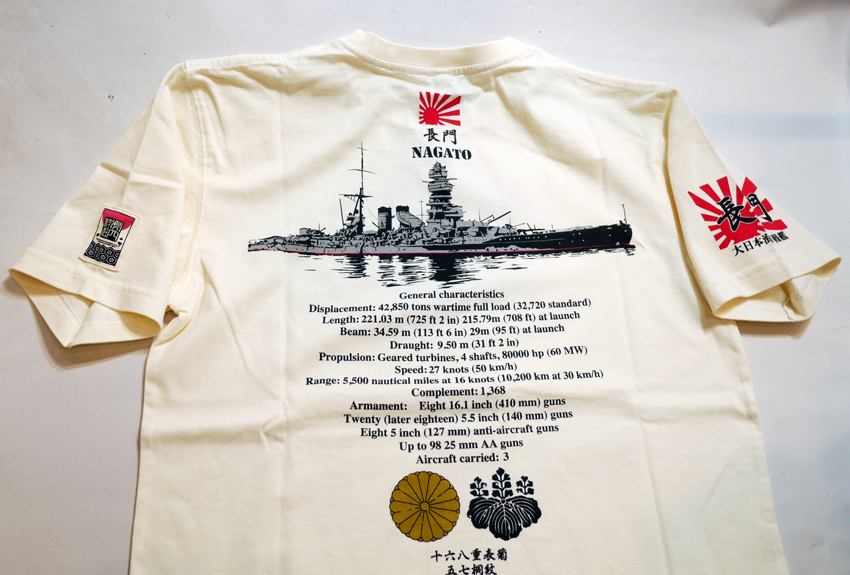 長門
NAGATO
長門
大日本海軍戦艦
General characteristics
Displacement: 42,850 tons wartime full load (32,720 standard)
Length: 221.03 m (725 ft 2 in) 215.79m (708 ft) at launch
Beam: 34.59 m (113 ft 6 in) 29m (95 ft) at launch
Draught: 9.50 m (31 ft 2 in)
Propulsion: Geared turbines, 4 shafts, 80000 hp (60 MW)
Speed: 27 knots (50 km/h)
Range: 5,500 nautical miles at 16 knots (10,200 km at 30 km/h)
Complement: 1,368
Armament: Eight 16.1 inch (410 mm) guns
Twenty (later eighteen) 5.5 inch (140 mm) guns
Eight 5 inch (127 mm) anti-aircraft guns
Up to 98 25 mm AA guns
Aircraft carried: 3
十六八重表菊
五七桐紋